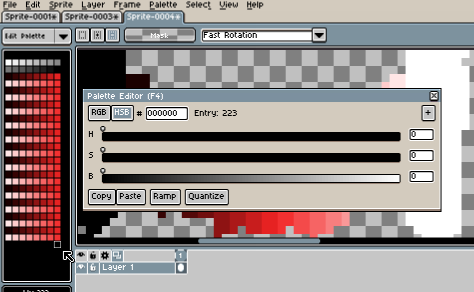 File Edit Sprite Layer Frame Palette Select View Help
Sprite-0001* Sprite-0003* Sprite-0004*
Edit Palette Mask Fast Rotation
Palette Editor (F4)
RGB HSB # 000000 Entry: 223 +
H 0
S 0
B 0
Copy Paste Ramp Quantize
1
Layer 1